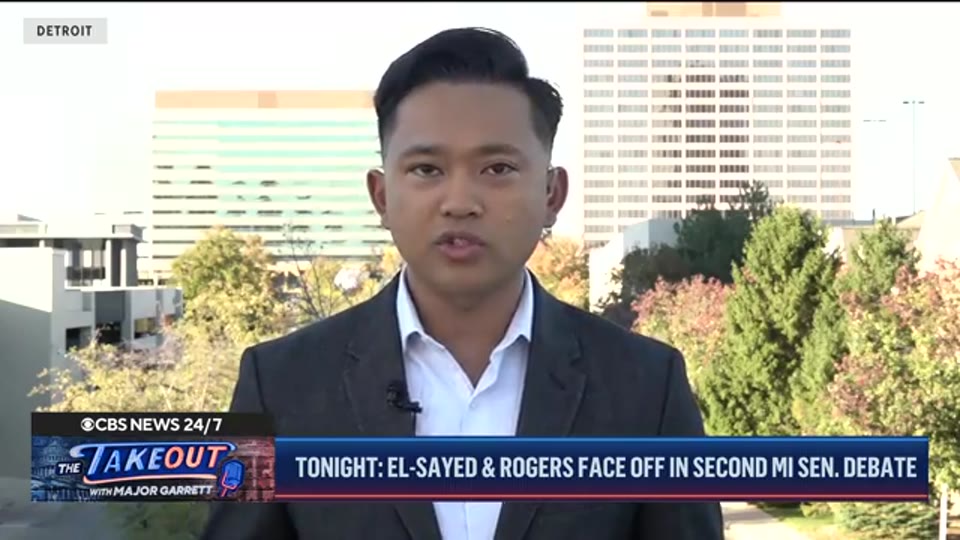 DETROIT
CBS NEWS 24/7
THE TAKEOUT
WITH MAJOR GARRETT
TONIGHT: EL-SAYED & ROGERS FACE OFF IN SECOND MI SEN. DEBATE